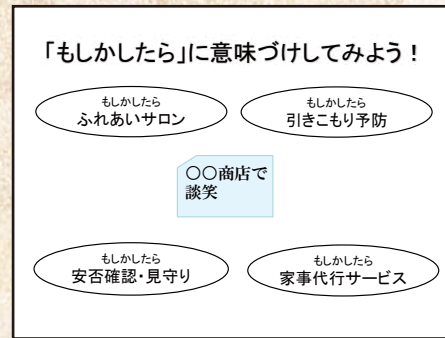 「もしかしたら」に意味づけしてみよう！
もしかしたら
ふれあいサロン
もしかしたら
引きこもり予防
〇〇商店で
談笑
もしかしたら
安否確認・見守り
もしかしたら
家事代行サービス